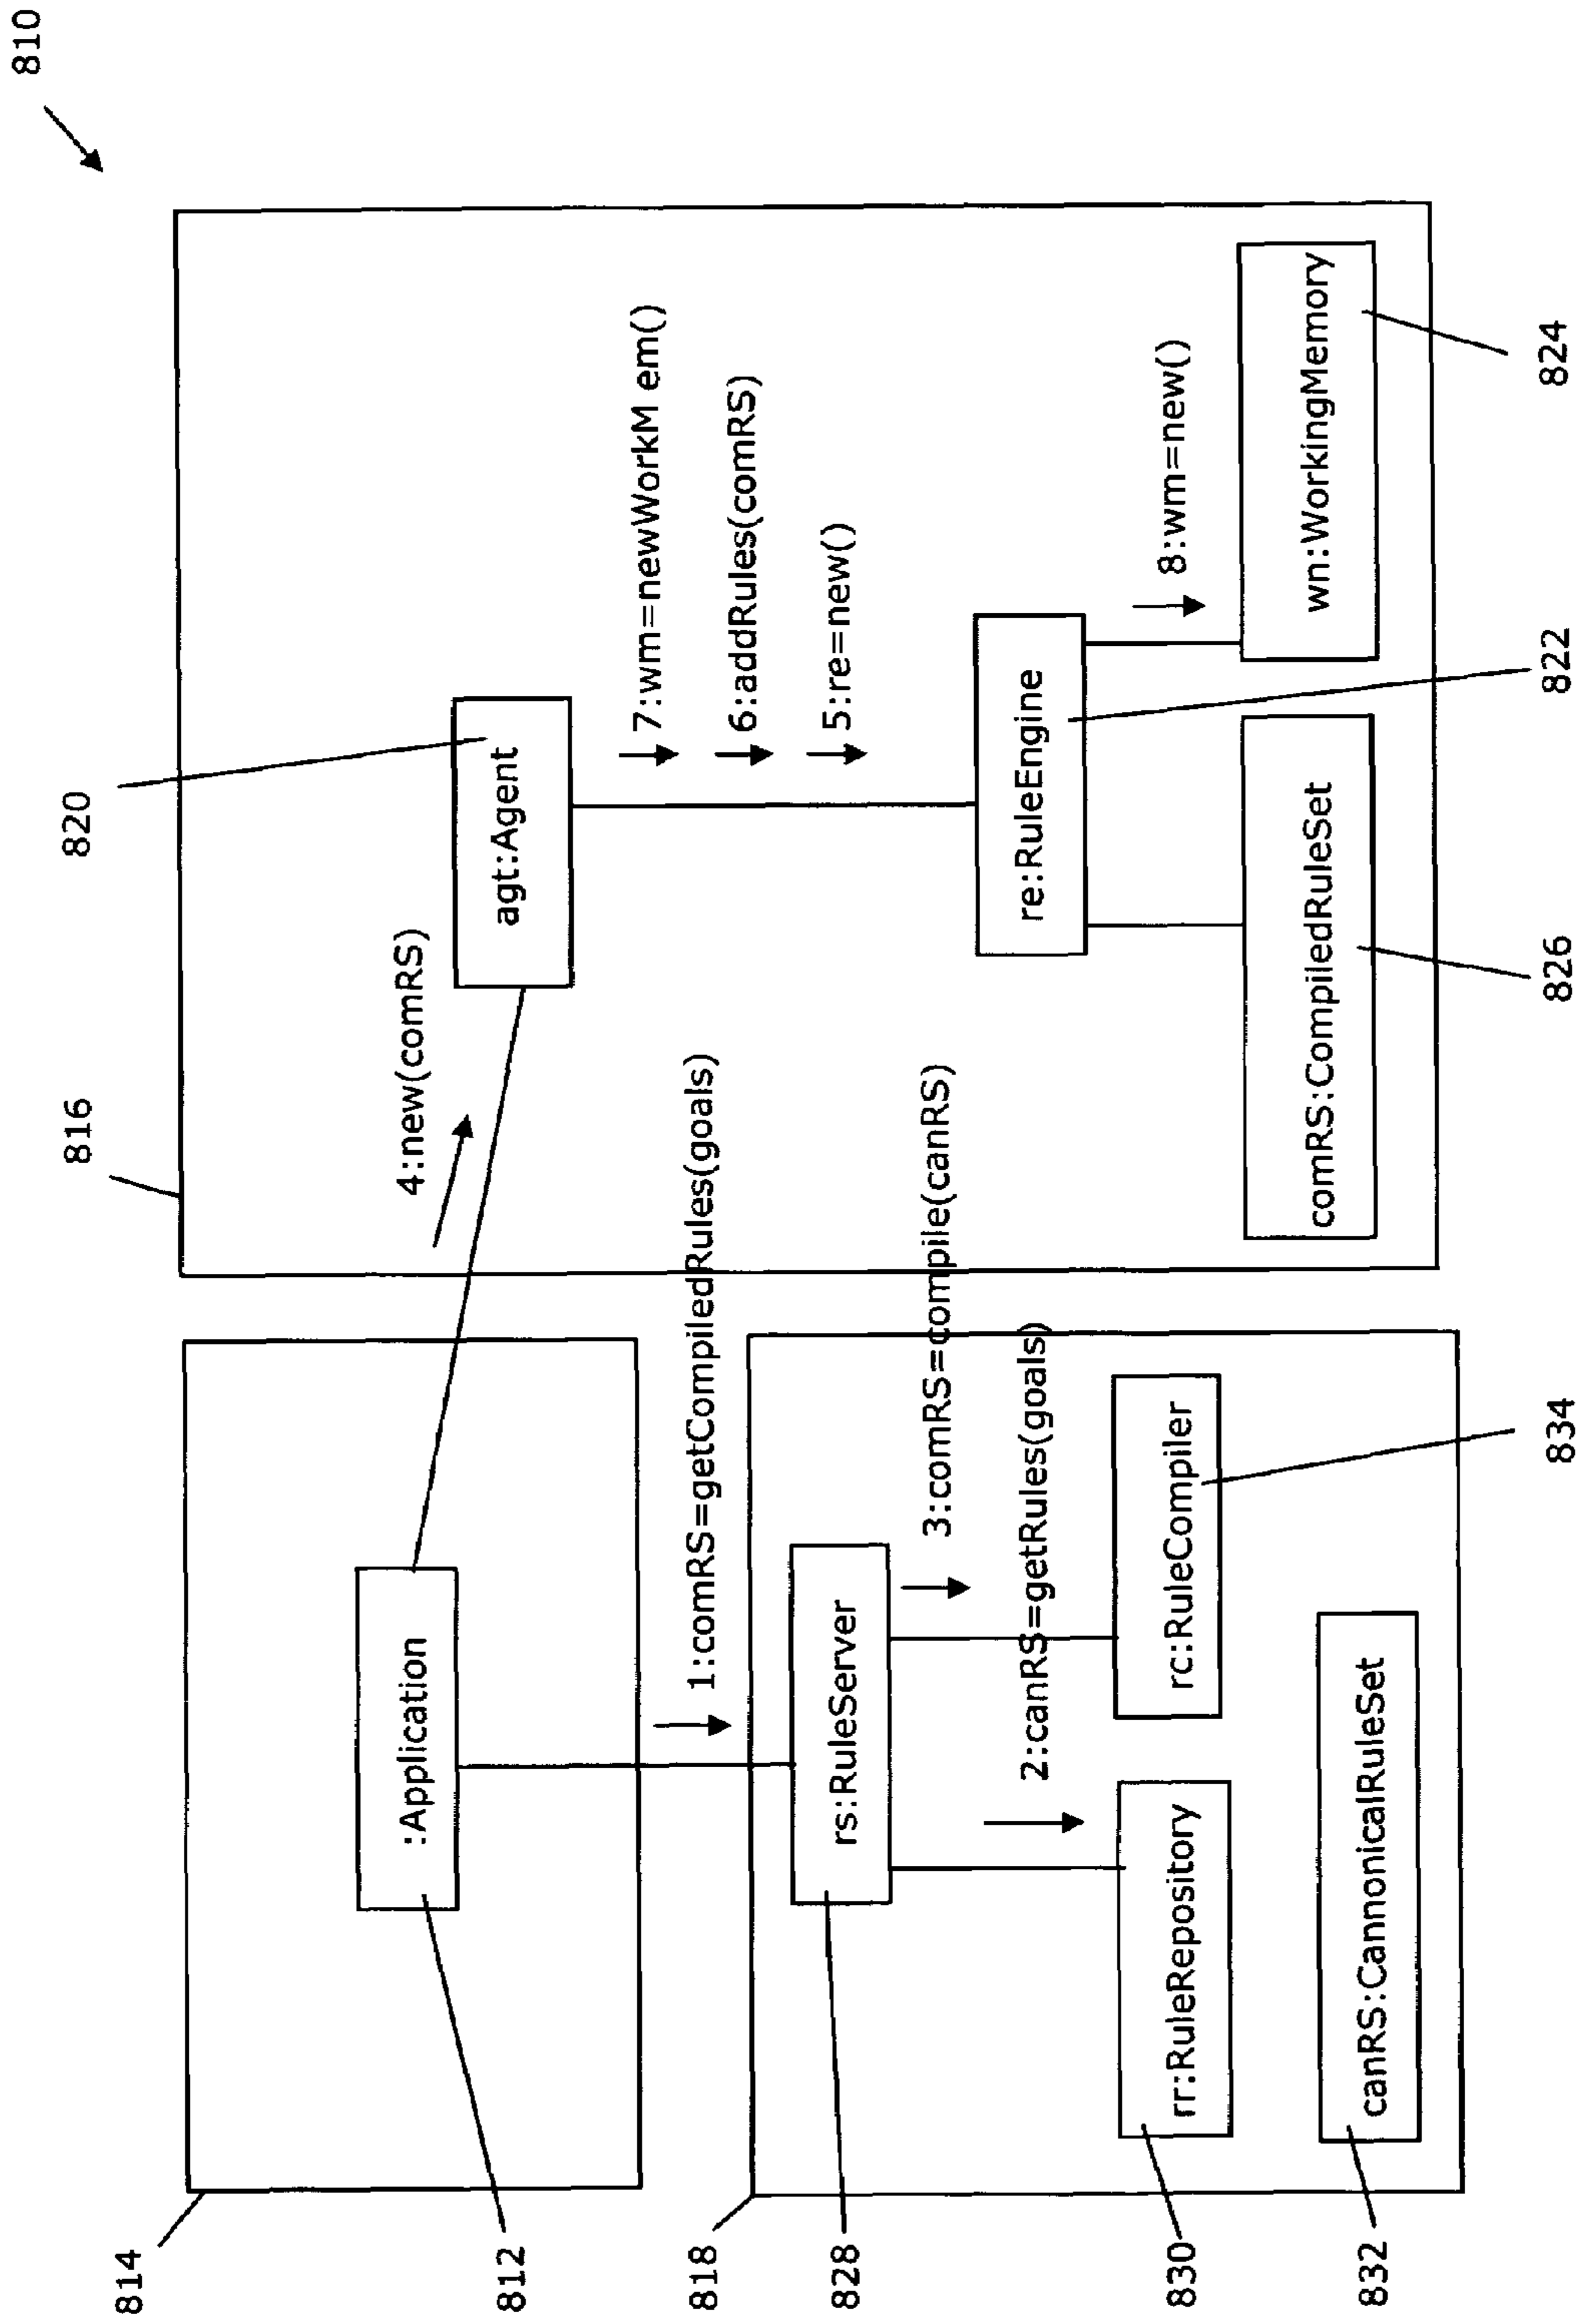 810
814
812
:Application
816
820
agt:Agent
4:new(comRS)
7:wm=newWorkM em()
6:addRules(comRS)
5:re=new()
1:comRS=getCompiledRules(goals)
818
828
rs:RuleServer
3:comRS=compile(canRS)
2:canRS=getRules(goals)
re:RuleEngine
822
8:wm=new()
830
rr:RuleRepository
rc:RuleCompiler
834
comRS:CompiledRuleSet
826
wn:WorkingMemory
824
832
canRS:CannonicalRuleSet